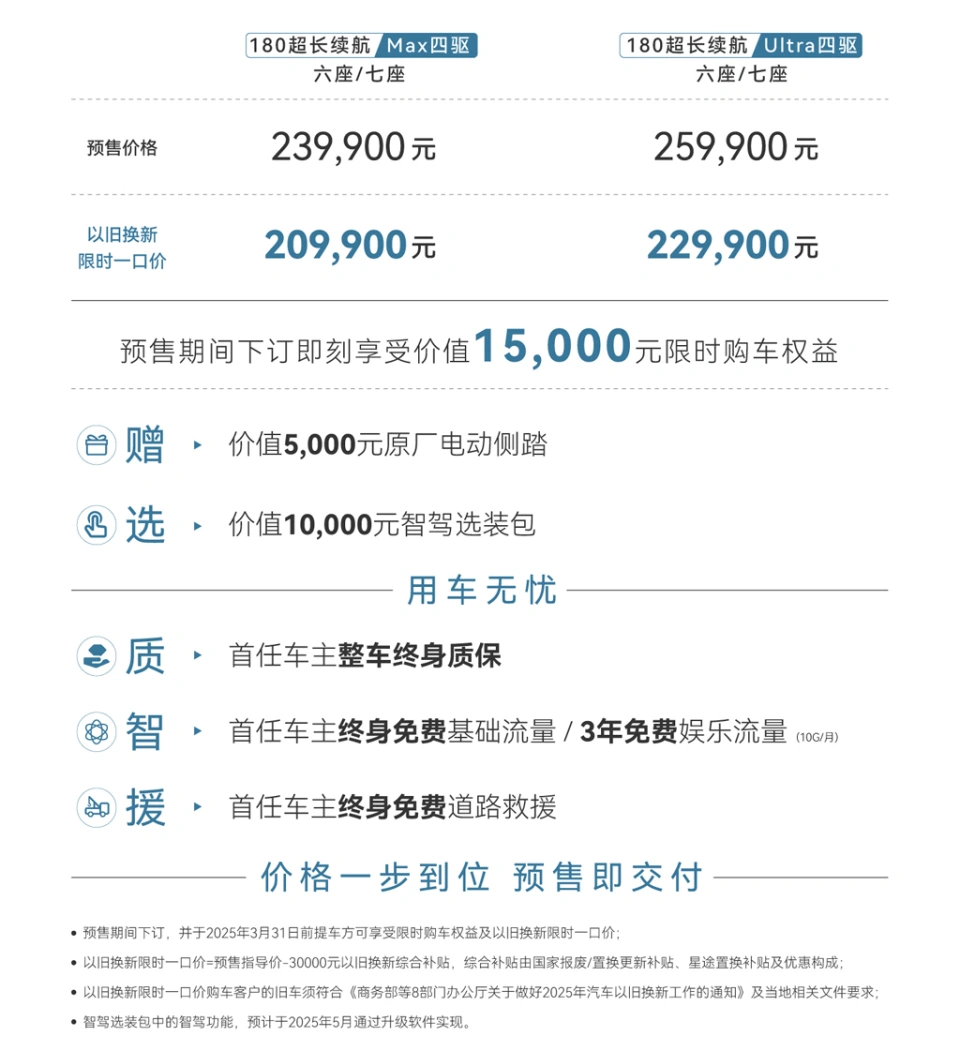 180超长续航 Max四驱 180超长续航 Ultra四驱
六座/七座 六座/七座
预售价格 239,900元 259,900元
以旧换新
限时一口价 209,900元 229,900元
预售期间下订即刻享受价值15,000元限时购车权益
赠 价值5,000元原厂电动侧踏
选 价值10,000元智驾选装包
用车无忧
质 首任车主整车终身质保
智 首任车主终身免费基础流量 / 3年免费娱乐流量 (10G/月)
援 首任车主终身免费道路救援
价格一步到位 预售即交付
• 预售期间下订，并于2025年3月31日前提车方可享受限时购车权益及以旧换新限时一口价；
• 以旧换新限时一口价=预售指导价-30000元以旧换新综合补贴，综合补贴由国家报废/置换更新补贴、星途置换补贴及优惠构成；
• 以旧换新限时一口价购车客户的旧车须符合《商务部等8部门办公厅关于做好2025年汽车以旧换新工作的通知》及当地相关文件要求；
• 智驾选装包中的智驾功能，预计于2025年5月通过升级软件实现。